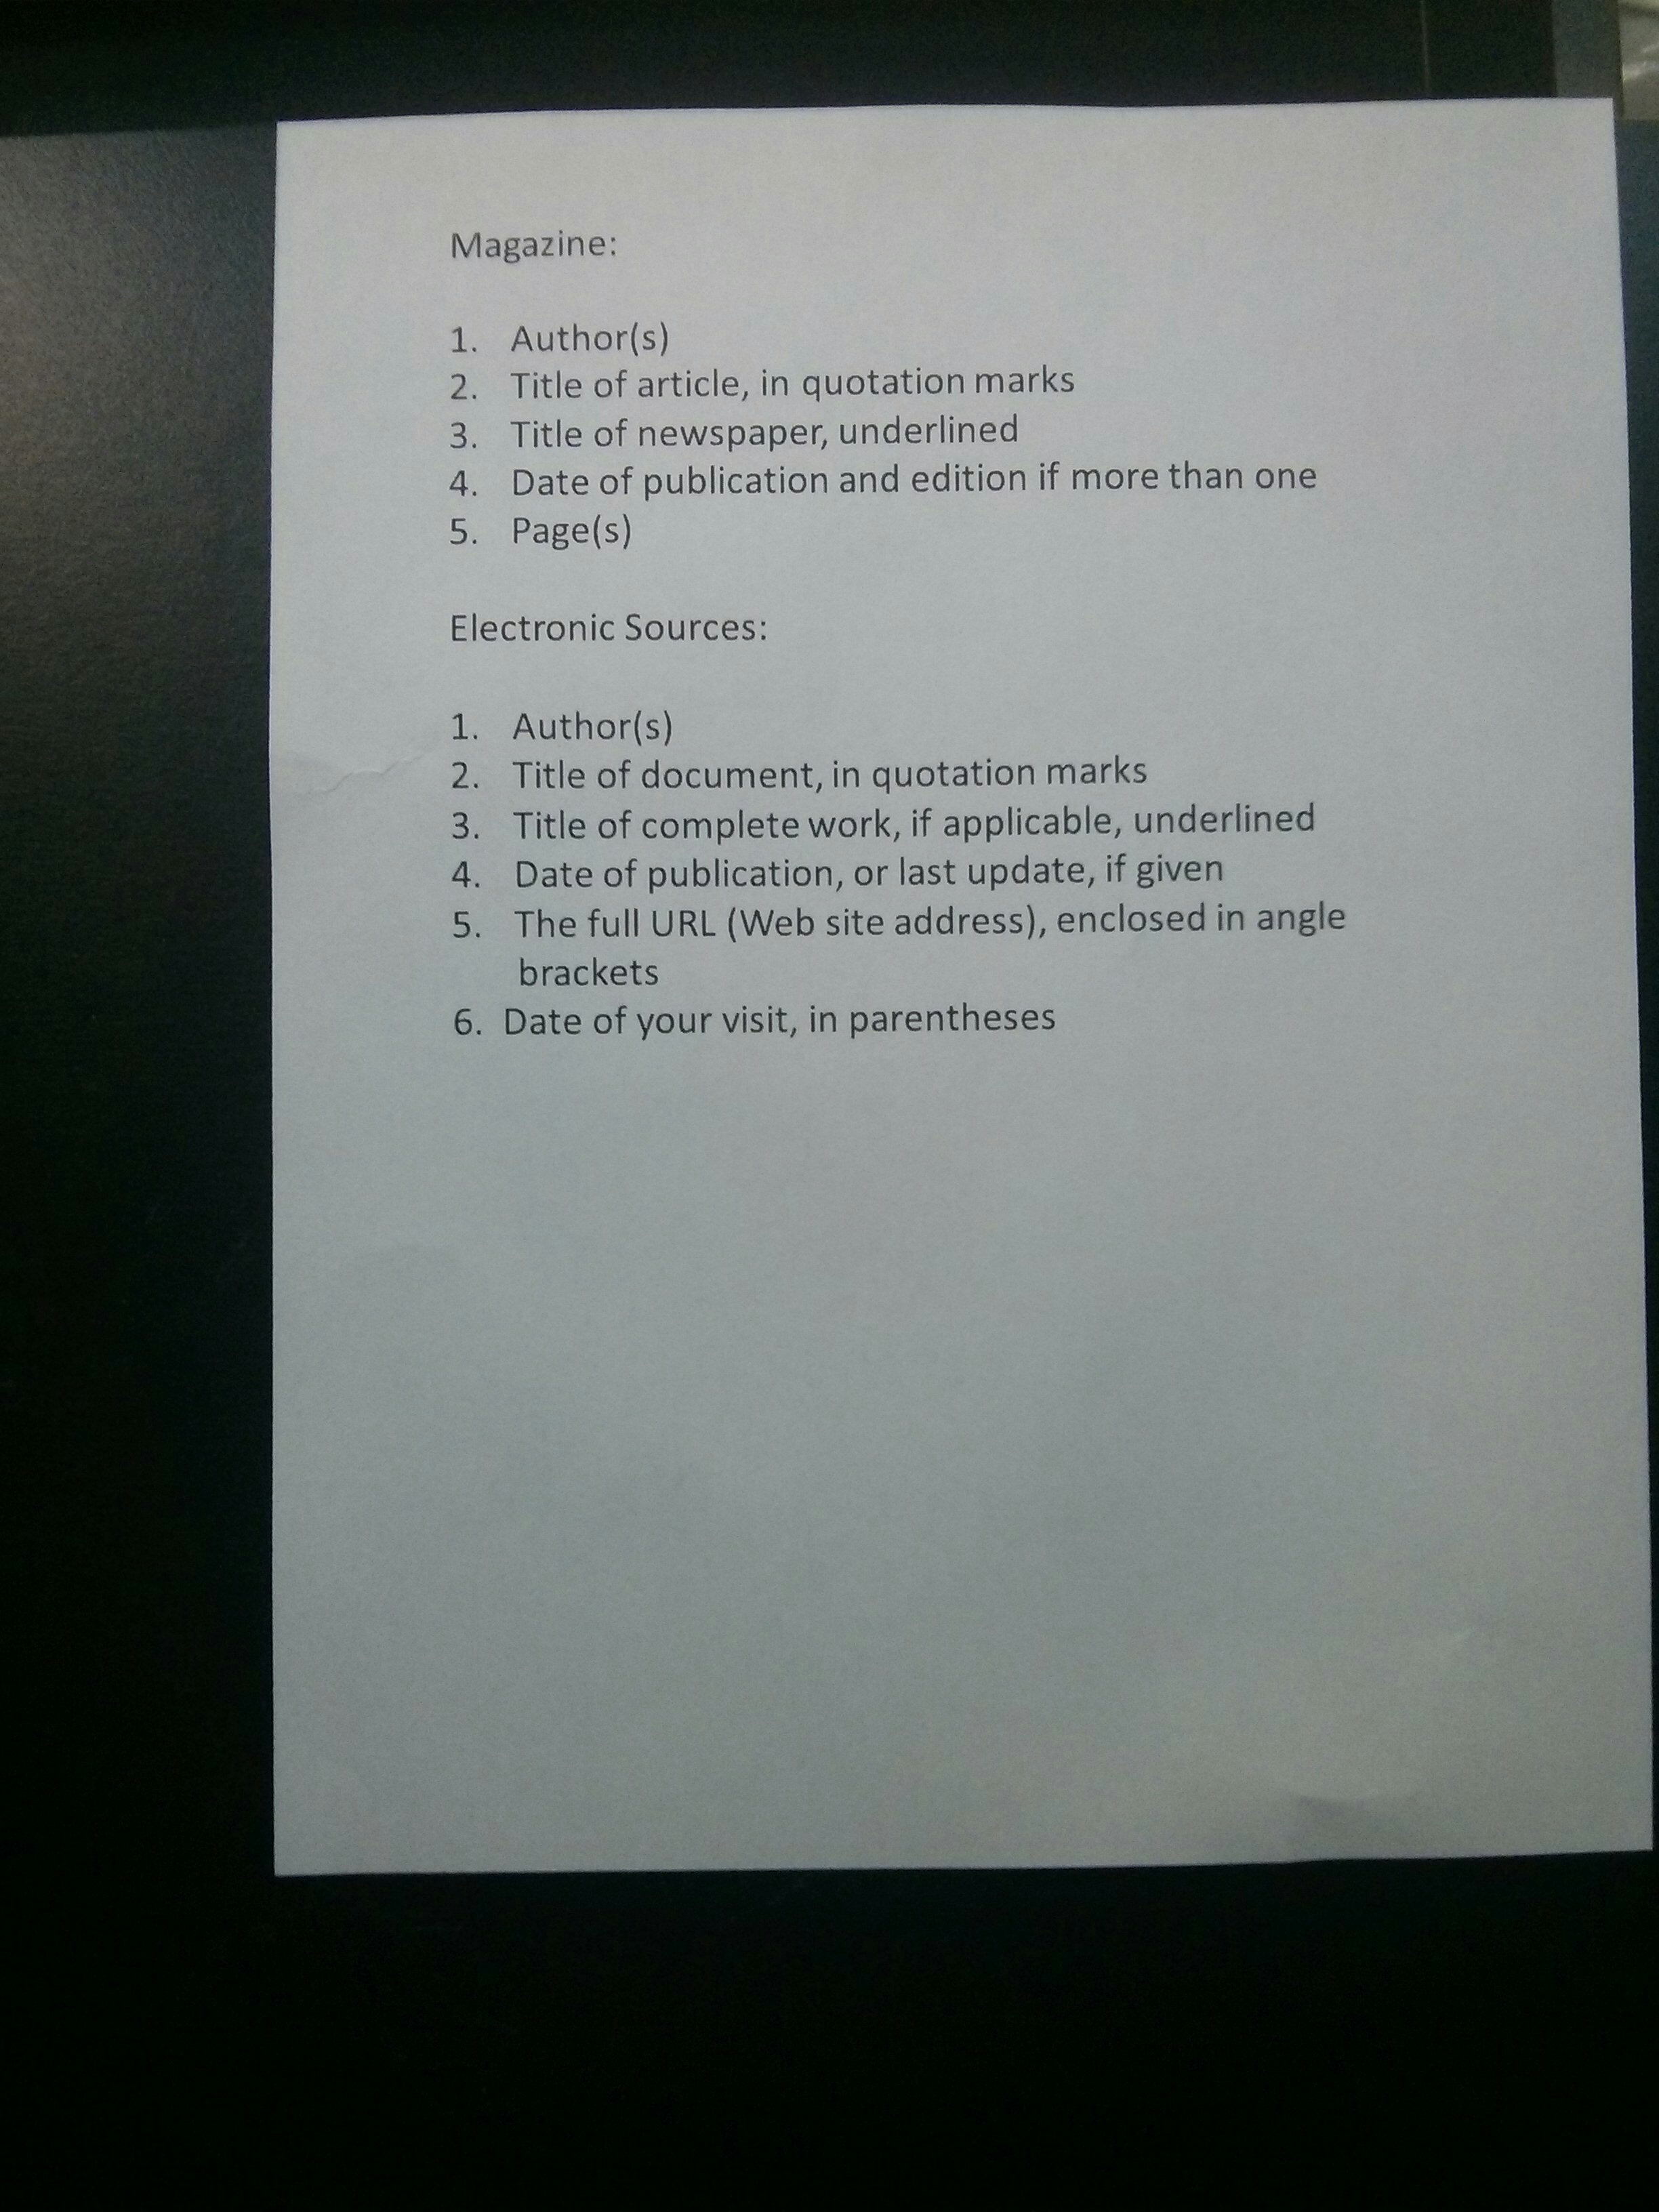 Magazine:
1. Author(s)
2. Title of article, in quotation marks
3. Title of newspaper, underlined
4. Date of publication and edition if more than one
5. Page(s)
Electronic Sources:
1. Author(s)
2. Title of document, in quotation marks
3. Title of complete work, if applicable, underlined
4. Date of publication, or last update, if given
5. The full URL (Web site address), enclosed in angle
brackets
6. Date of your visit, in parentheses